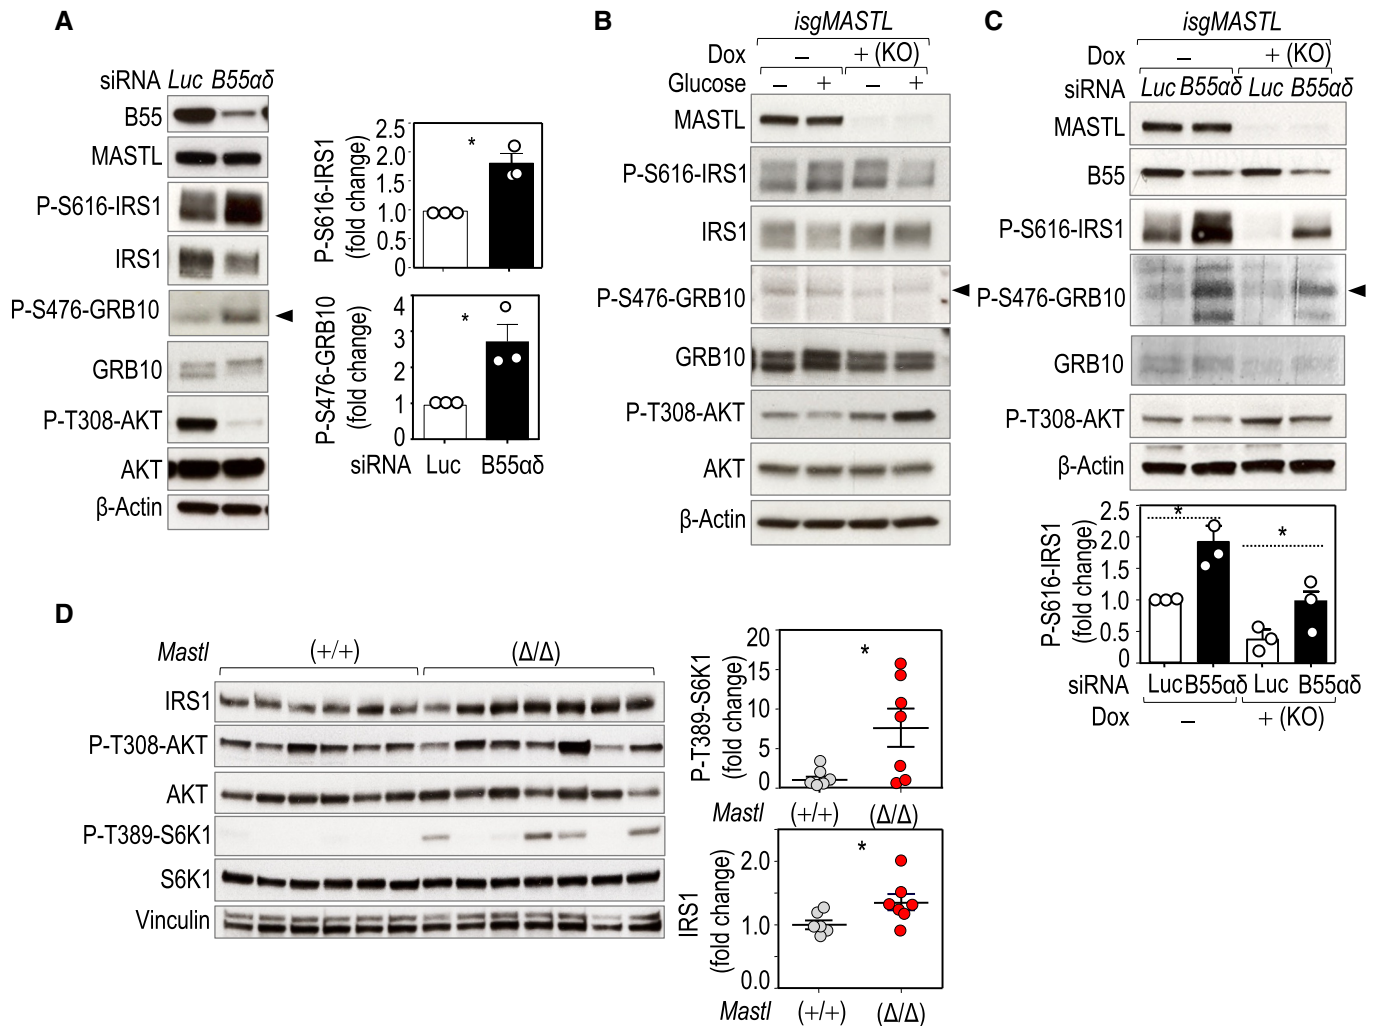 A
siRNA Luc B55αδ
B55
MASTL
P-S616-IRS1
IRS1
P-S476-GRB10
GRB10
P-T308-AKT
AKT
β-Actin
P-S616-IRS1
(fold change)
2.5
2.0
1.5
1.0
0.5
0
*
P-S476-GRB10
(fold change)
4
3
2
1
0
*
siRNA Luc B55αδ
B
isgMASTL
Dox – + (KO)
Glucose – + – +
MASTL
P-S616-IRS1
IRS1
P-S476-GRB10
GRB10
P-T308-AKT
AKT
β-Actin
C
isgMASTL
Dox – + (KO)
siRNA Luc B55αδ Luc B55αδ
MASTL
B55
P-S616-IRS1
P-S476-GRB10
GRB10
P-T308-AKT
β-Actin
P-S616-IRS1
(fold change)
2.5
2.0
1.5
1.0
0.5
0
* *
siRNA Luc B55αδ Luc B55αδ
Dox – + (KO)
D
Mastl (+/+) (Δ/Δ)
IRS1
P-T308-AKT
AKT
P-T389-S6K1
S6K1
Vinculin
P-T389-S6K1
(fold change)
20
15
10
5
0
*
Mastl (+/+) (Δ/Δ)
IRS1
(fold change)
2.0
1.0
0.0
*
Mastl (+/+) (Δ/Δ)